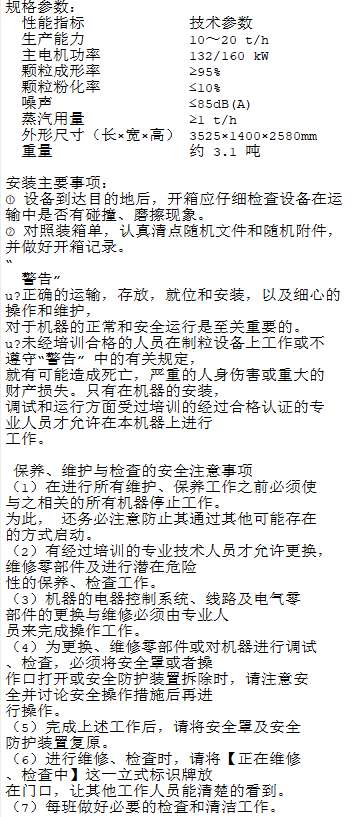 规格参数：
性能指标 技术参数
生产能力 10～20 t/h
主电机功率 132/160 kW
颗粒成形率 ≥95%
颗粒粉化率 ≤10%
噪声 ≤85dB(A)
蒸汽用量 ≥1 t/h
外形尺寸（长×宽×高） 3525×1400×2580mm
重量 约 3.1 吨
安装主要事项：
① 设备到达目的地后，开箱应仔细检查设备在运
输中是否有碰撞、磨擦现象。
② 对照装箱单，认真清点随机文件和随机附件，
并做好开箱记录。
“
警告”
u?正确的运输，存放，就位和安装，以及细心的
操作和维护，
对于机器的正常和安全运行是至关重要的。
u?未经培训合格的人员在制粒设备上工作或不
遵守“警告” 中的有关规定，
就有可能造成死亡，严重的人身伤害或重大的
财产损失。只有在机器的安装，
调试和运行方面受过培训的经过合格认证的专
业人员才允许在本机器上进行
工作。
保养、维护与检查的安全注意事项
（1）在进行所有维护、保养工作之前必须使
与之相关的所有机器停止工作。
为此， 还务必注意防止其通过其他可能存在
的方式启动。
（2）有经过培训的专业技术人员才允许更换，
维修零部件及进行潜在危险
性的保养、检查工作。
（3）机器的电器控制系统、线路及电气零
部件的更换与维修必须由专业人
员来完成操作工作。
（4）为更换、维修零部件或对机器进行调试
、检查，必须将安全罩或者操
作口打开或安全防护装置拆除时，请注意安
全并讨论安全操作措施后再进
行操作。
（5）完成上述工作后，请将安全罩及安全
防护装置复原。
（6）进行维修、检查时，请将【正在维修
、检查中】这一立式标识牌放
在门口，让其他工作人员能清楚的看到。
（7）每班做好必要的检查和清洁工作。